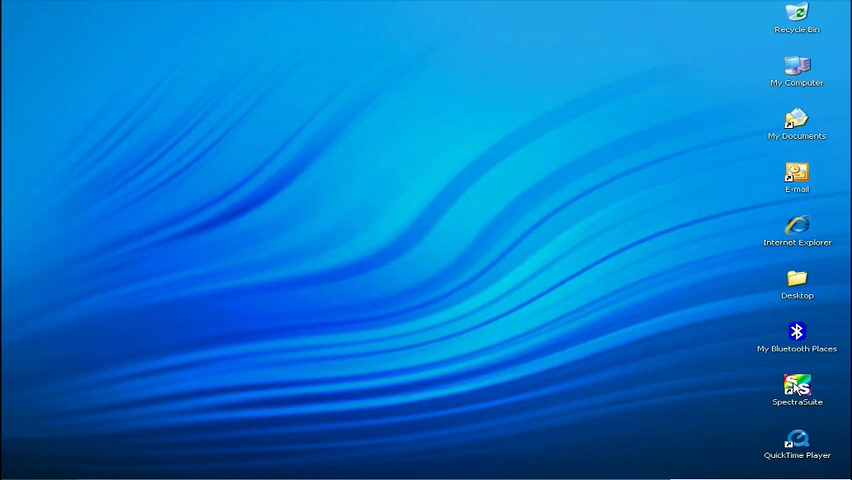 Recycle Bin
My Computer
My Documents
E-mail
Internet Explorer
Desktop
My Bluetooth Places
SpectraSuite
QuickTime Player